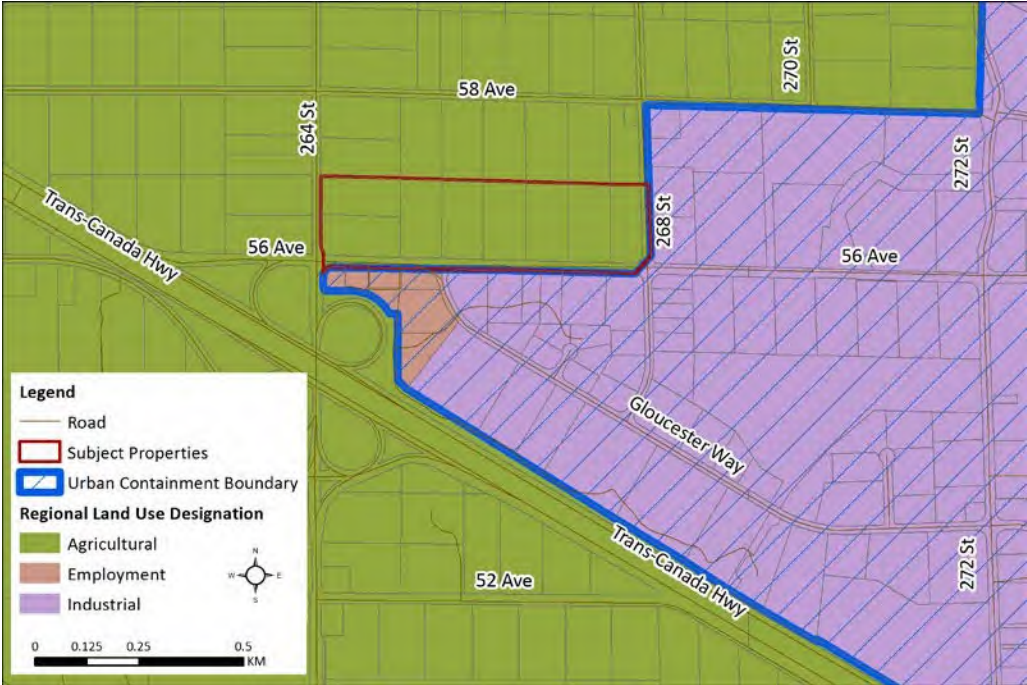 58 Ave
270 St
264 St
272 St
268 St
Trans-Canada Hwy
56 Ave
56 Ave
Gloucester Way
Trans-Canada Hwy
52 Ave
272 St
Legend
Road
Subject Properties
Urban Containment Boundary
Regional Land Use Designation
Agricultural
Employment
Industrial
N
W E
S
0 0.125 0.25 0.5
KM